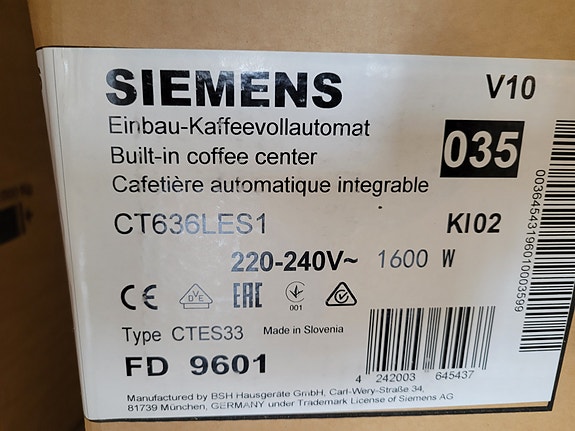 SIEMENS V10
Einbau-Kaffeevollautomat
Built-in coffee center 035
Cafetière automatique integrable
CT636LES1 KI02
220-240V~ 1600 W
CE VDE EAC 001
Type CTES33 Made in Slovenia
FD 9601
4 242003 645437
Manufactured by BSH Hausgeräte GmbH, Carl-Wery-Straße 34,
81739 München, GERMANY under Trademark License of Siemens AG